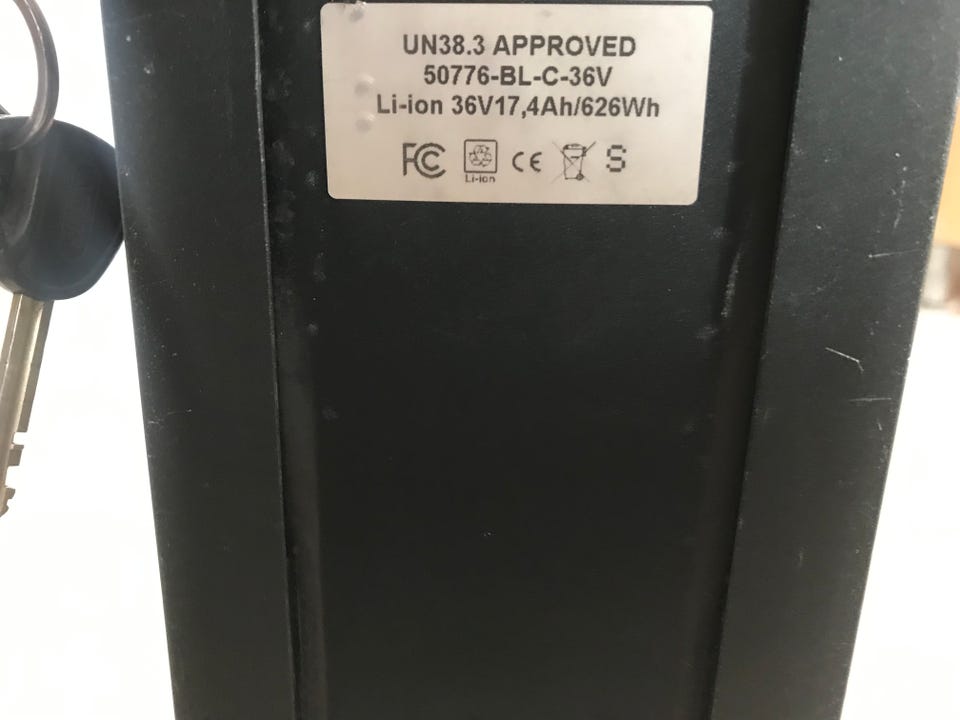 UN38.3 APPROVED
50776-BL-C-36V
Li-ion 36V17,4Ah/626Wh
FC Li-ion CE S